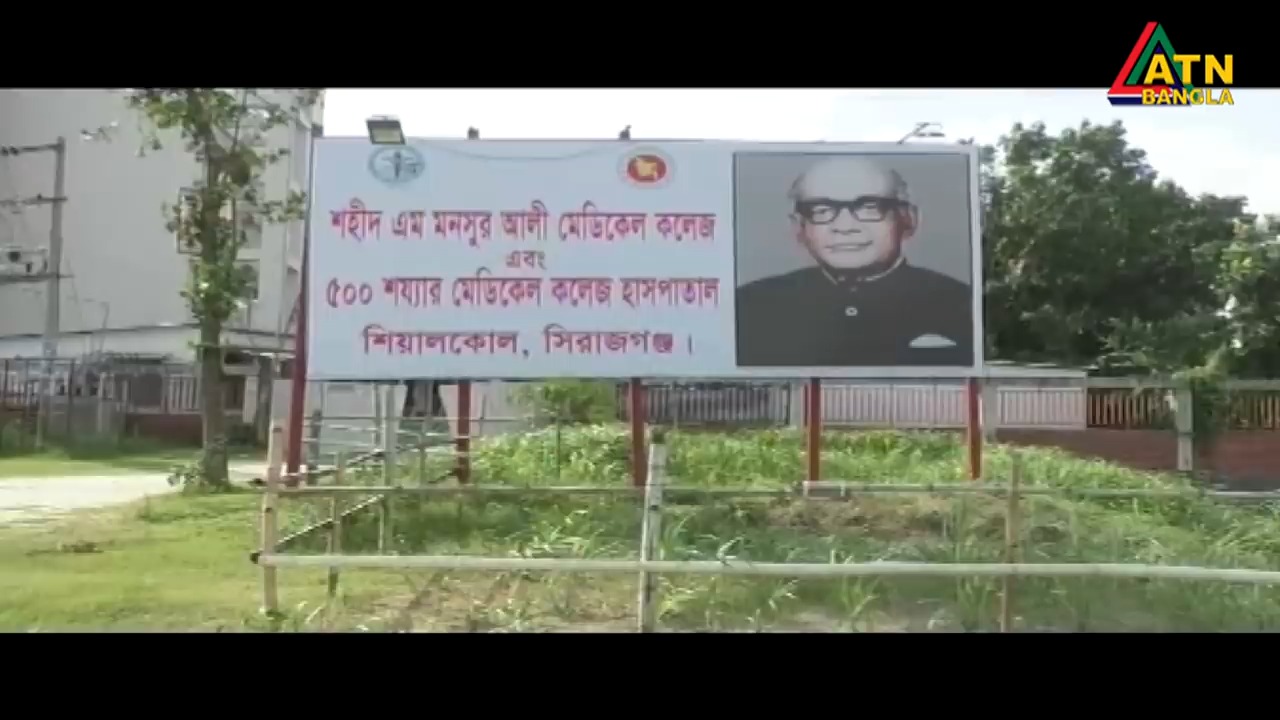 ATN
BANGLA
শহীদ এম মনসুর আলী মেডিকেল কলেজ
এবং
৫০০ শয্যার মেডিকেল কলেজ হাসপাতাল
শিয়ালকোল, সিরাজগঞ্জ।